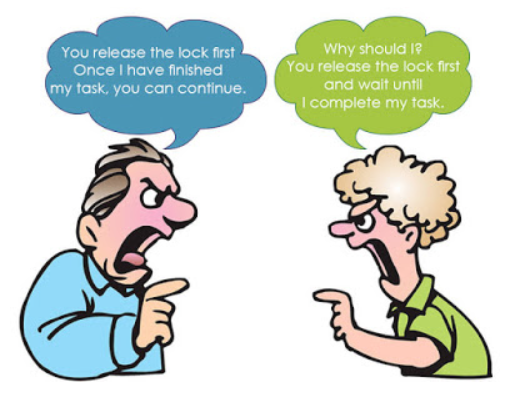 You release the lock first
Once I have finished
my task, you can continue.
Why should I?
You release the lock first
and wait until
I complete my task.